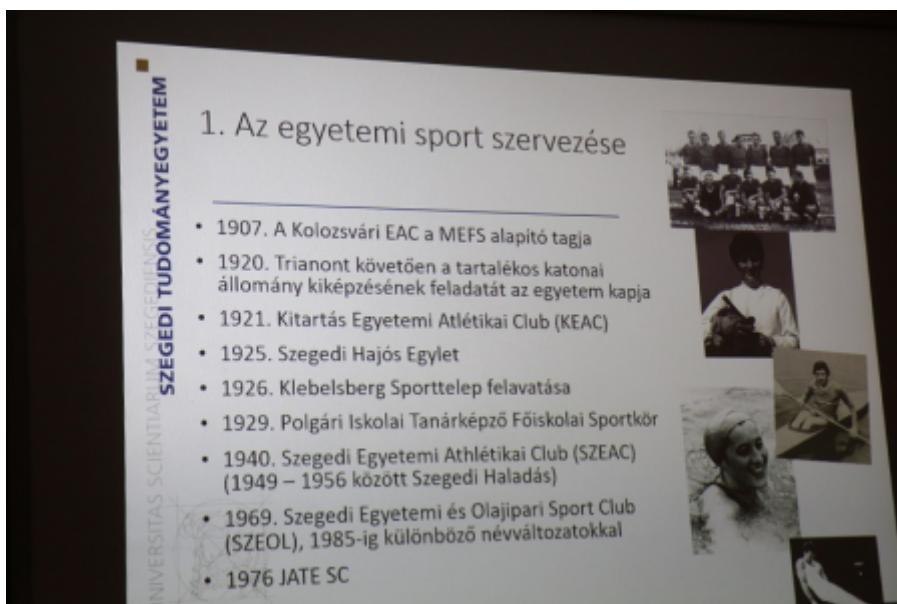 SZEGEDI TUDOMÁNYEGYETEM
UNIVERSITAS SCIENTIARUM SZEGEDIENSIS
1. Az egyetemi sport szervezése
• 1907. A Kolozsvári EAC a MEFS alapító tagja
• 1920. Trianont követően a tartalékos katonai
állomány kiképzésének feladatát az egyetem kapja
• 1921. Kitartás Egyetemi Atlétikai Club (KEAC)
• 1925. Szegedi Hajós Egylet
• 1926. Klebelsberg Sporttelep felavatása
• 1929. Polgári Iskolai Tanárképző Főiskolai Sportkör
• 1940. Szegedi Egyetemi Athlétikai Club (SZEAC)
(1949 – 1956 között Szegedi Haladás)
• 1969. Szegedi Egyetemi és Olajipari Sport Club
(SZEOL), 1985-ig különböző névváltozatokkal
• 1976 JATE SC